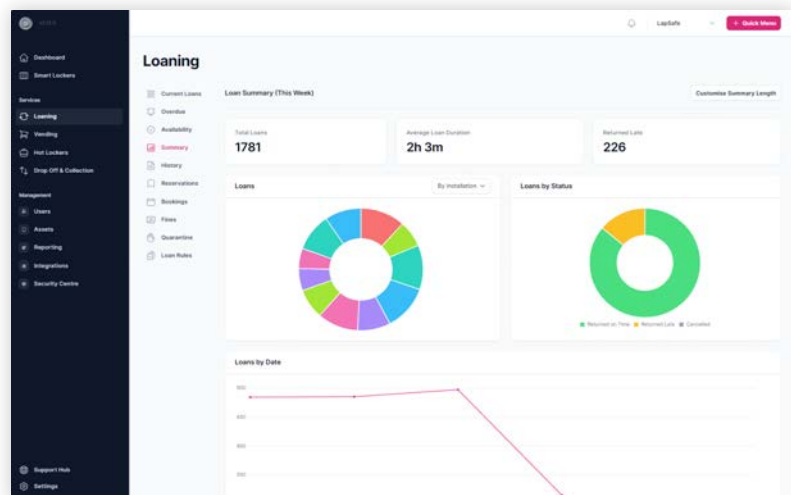 LapSafe
+ Quick Menu
Dashboard
Smart Lockers
Services
Loaning
Vending
Hot Lockers
Drop Off & Collection
Management
Users
Assets
Reporting
Integrations
Security Centre
Support Hub
Settings
Loaning
Current Loans
Overdue
Availability
Summary
History
Reservations
Bookings
Fines
Quarantine
Loan Rules
Loan Summary (This Week)
Customise Summary Length
Total Loans
1781
Average Loan Duration
2h 3m
Returned Late
226
Loans
By Installation
Loans by Status
Returned on Time
Returned Late
Cancelled
Loans by Date